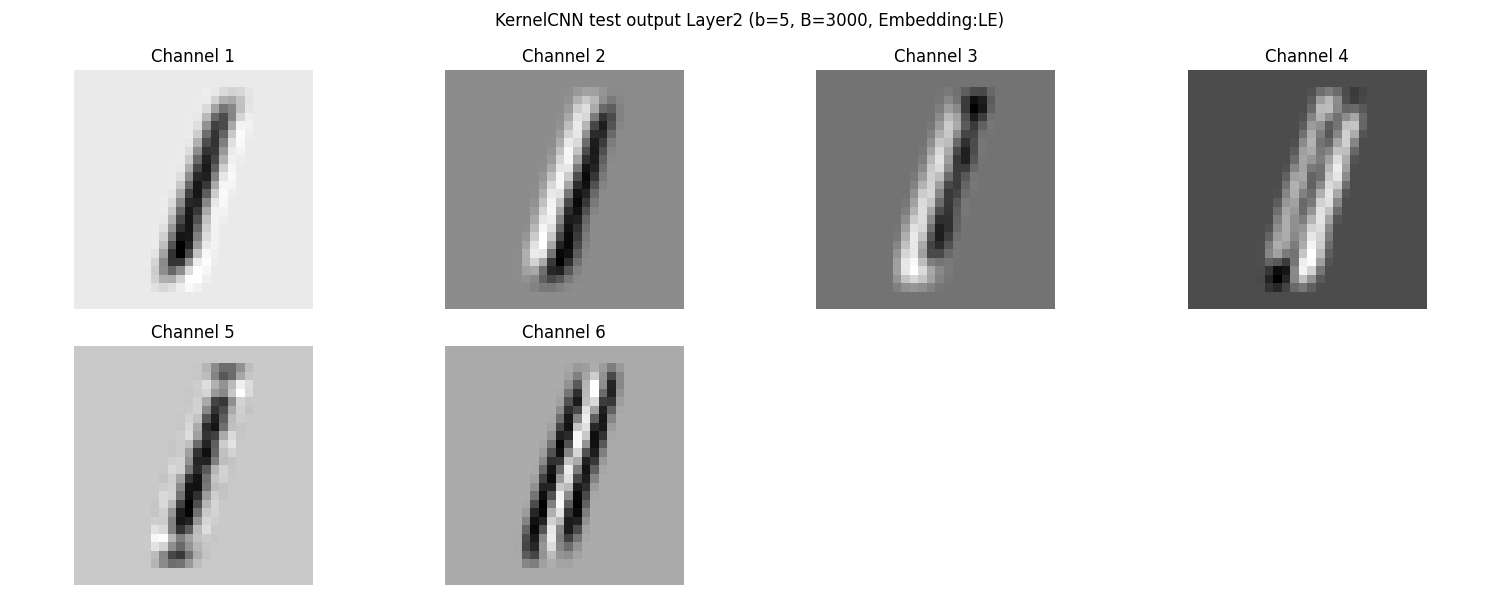 KernelCNN test output Layer2 (b=5, B=3000, Embedding:LE)
Channel 1
Channel 2
Channel 3
Channel 4
Channel 5
Channel 6